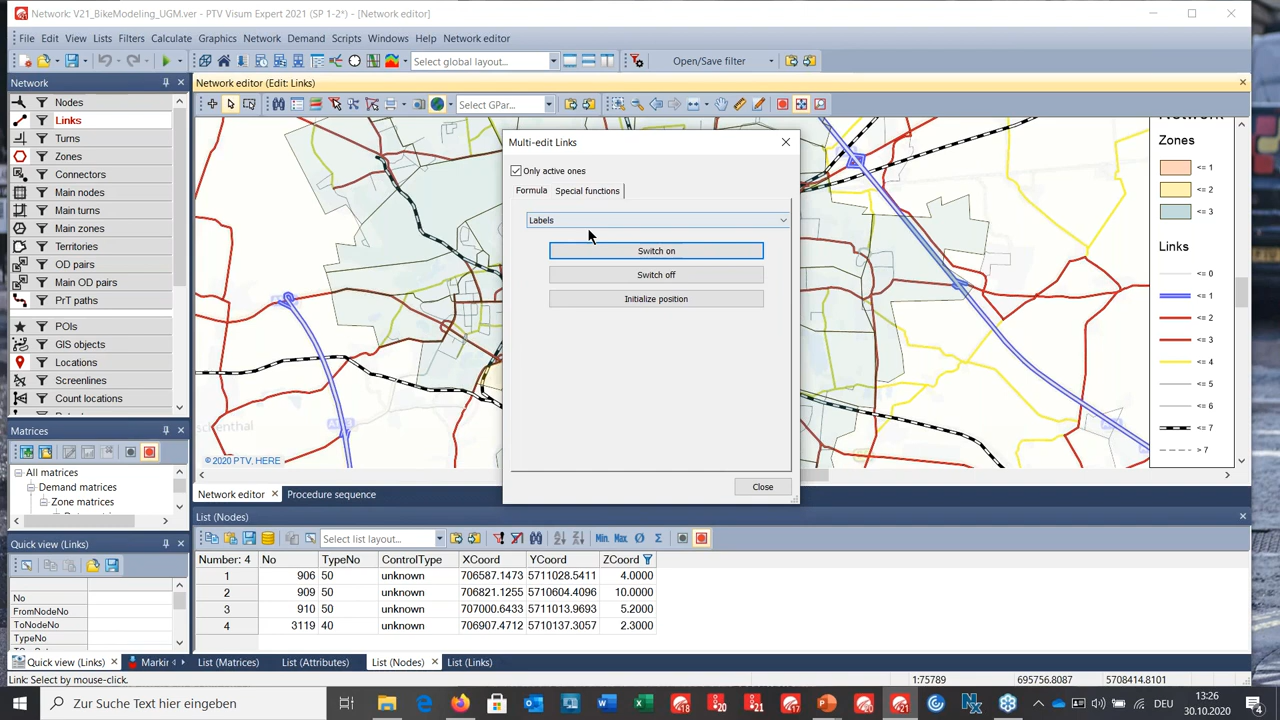 Network: V21_BikeModeling_UGM.ver - PTV Visum Expert 2021 (SP 1-2*) - [Network editor]
File Edit View Lists Filters Calculate Graphics Network Demand Scripts Windows Help Network editor
Select global layout... Open/Save filter
Network
Network editor (Edit: Links)
Select GPar...
Nodes
Links
Turns
Zones
Connectors
Main nodes
Main turns
Main zones
Territories
OD pairs
Main OD pairs
PrT paths
POIs
GIS objects
Locations
Screenlines
Count locations
Multi-edit Links
Only active ones
Formula Special functions
Labels
Switch on
Switch off
Initialize position
Close
Zones
<= 1
<= 2
<= 3
Links
<= 0
<= 1
<= 2
<= 3
<= 4
<= 5
<= 6
<= 7
> 7
© 2020 PTV, HERE
Matrices
All matrices
Demand matrices
Zone matrices
Network editor Procedure sequence
List (Nodes)
Select list layout... Min. Max Ø Σ
Number: 4 No TypeNo ControlType XCoord YCoord ZCoord
1 906 50 unknown 706587.1473 5711028.5411 4.0000
2 909 50 unknown 706821.1255 5710604.4096 10.0000
3 910 50 unknown 707000.6433 5711013.9693 5.2000
4 3119 40 unknown 706907.4712 5710137.3057 2.3000
Quick view (Links)
No
FromNodeNo
ToNodeNo
TypeNo
Quick view (Links) Markin List (Matrices) List (Attributes) List (Nodes) List (Links)
Link: Select by mouse-click. 1:75789 695756.8087 5708414.8101
Zur Suche Text hier eingeben
DEU
13:26
30.10.2020